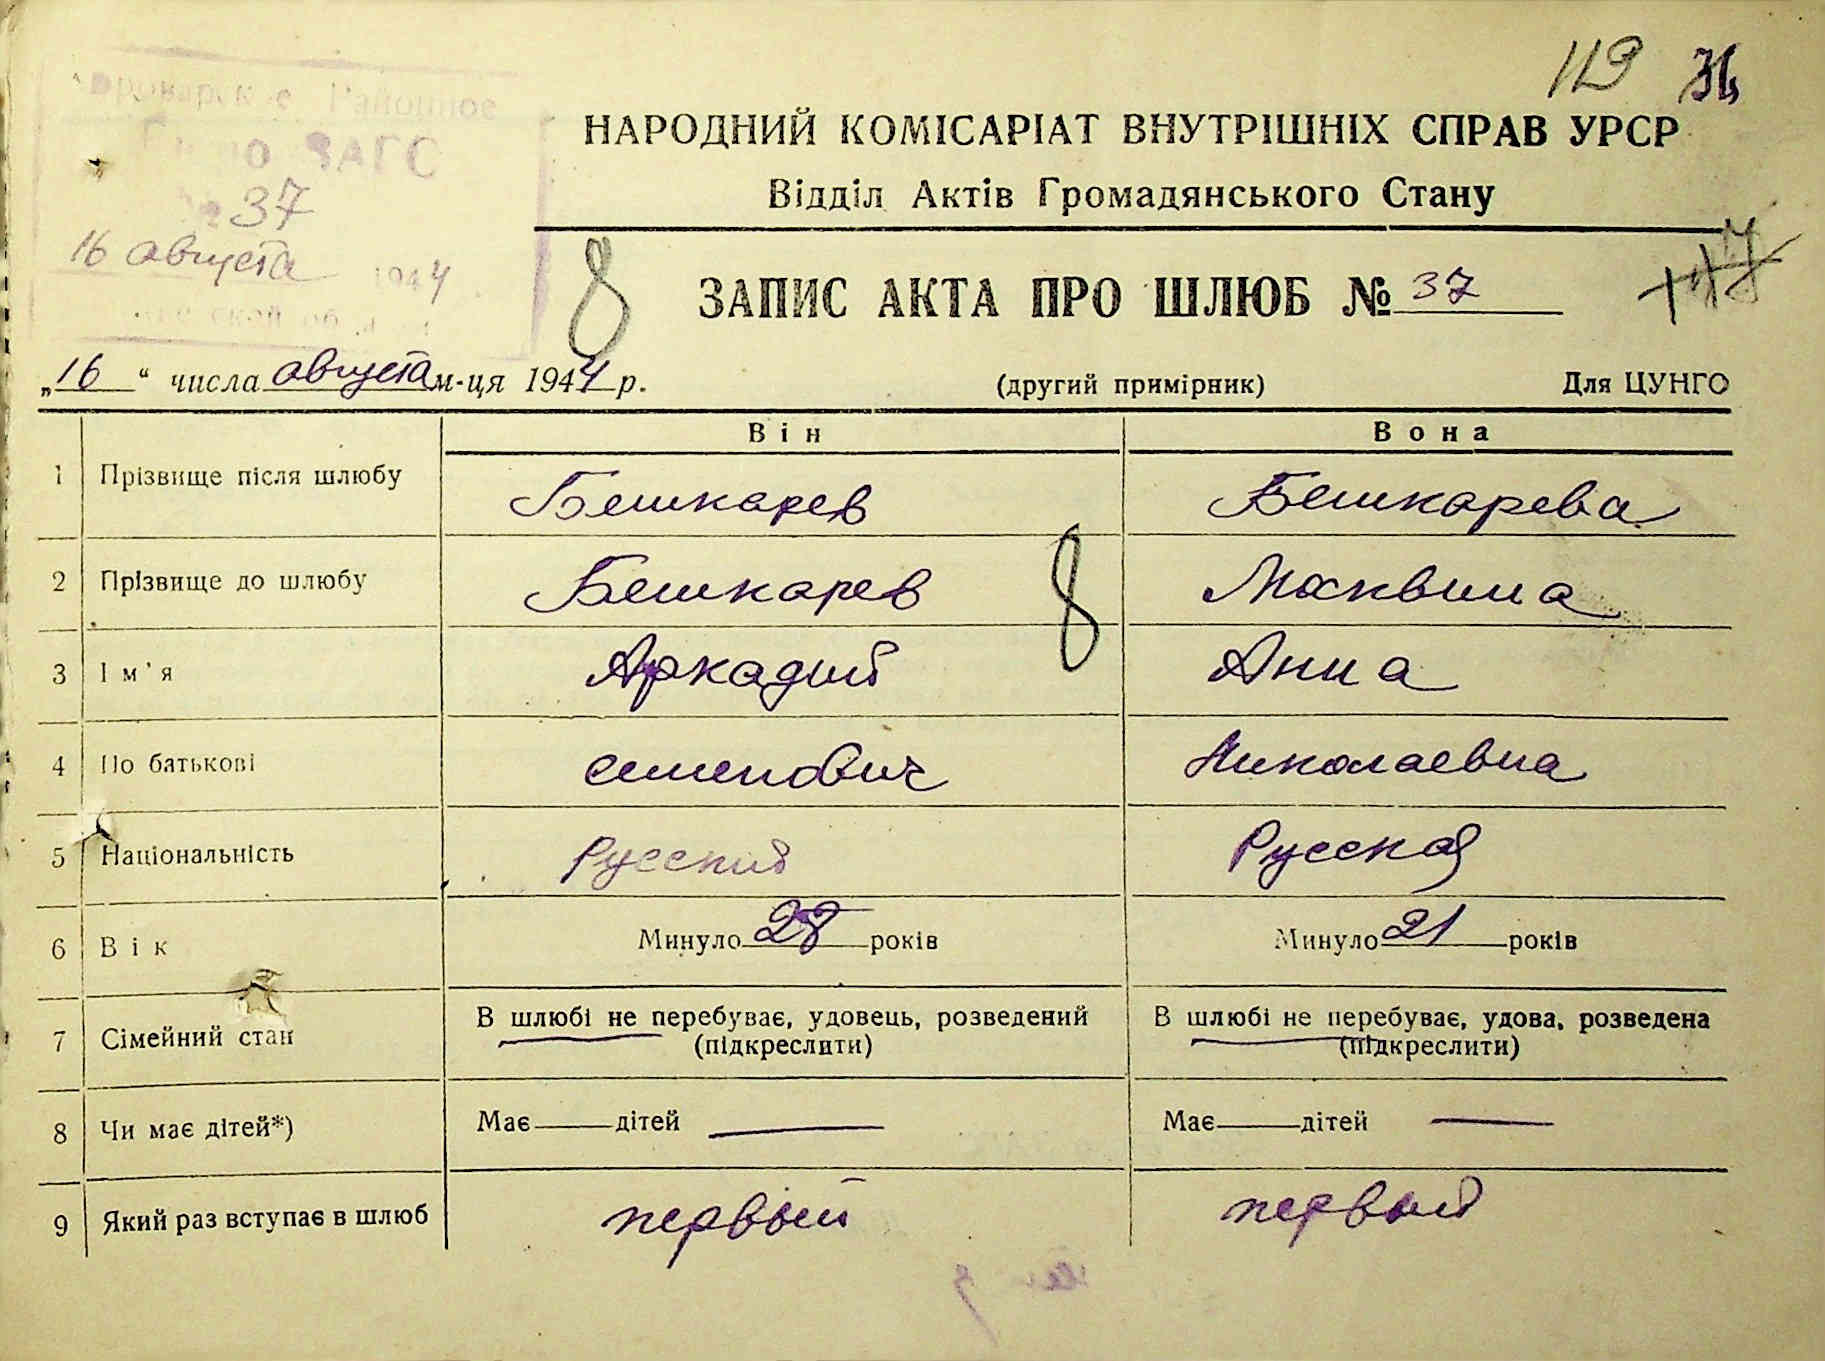 119 36
Районное
Бюро ЗАГС
№ 37
16 августа 1944
НАРОДНИЙ КОМІСАРІАТ ВНУТРІШНІХ СПРАВ УРСР
Відділ Актів Громадянського Стану
8
ЗАПИС АКТА ПРО ШЛЮБ № 37
„16“ числа августа м-ця 1944 р. (другий примірник) Для ЦУНГО
Він Вона
1 Прізвище після шлюбу Бешкарев Бешкарева
2 Прізвище до шлюбу Бешкарев 8 Москвина
3 Ім'я Аркадий Анна
4 По батькові Семенович Николаевна
5 Національність Русский Русская
6 Вік Минуло 28 років Минуло 21 років
7 Сімейний стан В шлюбі не перебуває, удовець, розведений В шлюбі не перебуває, удова, розведена
(підкреслити) (підкреслити)
8 Чи має дітей*) Має — дітей — Має — дітей —
9 Який раз вступає в шлюб первый первый